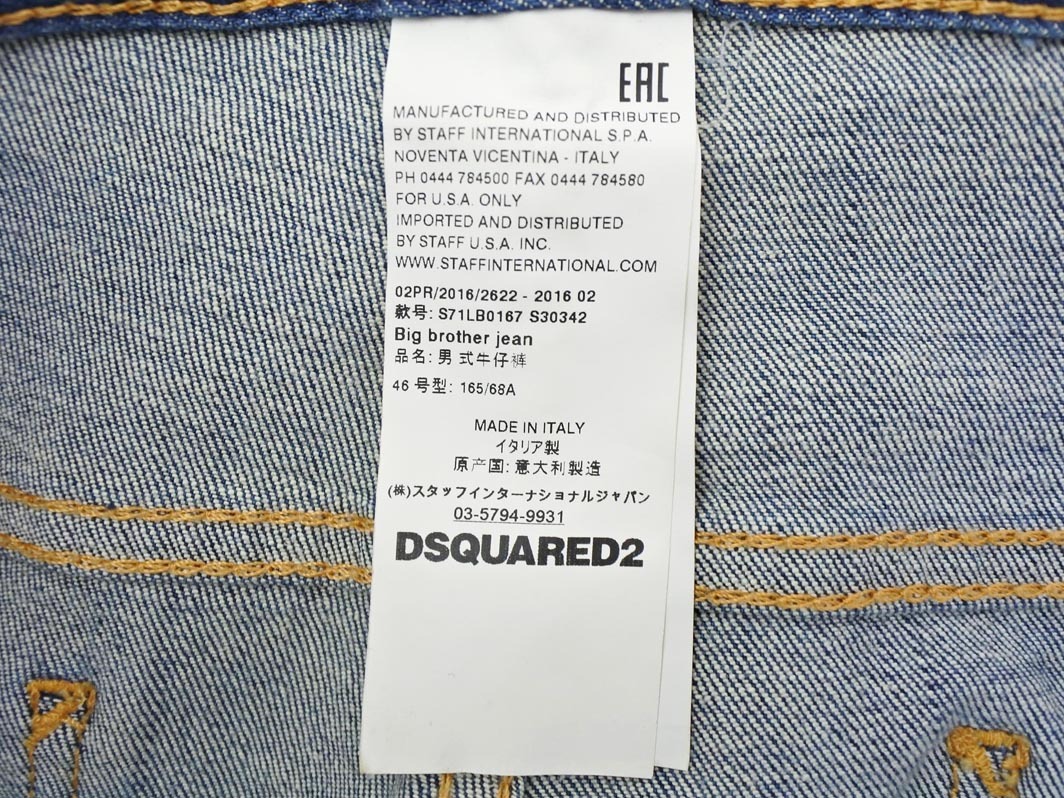 EAC
MANUFACTURED AND DISTRIBUTED
BY STAFF INTERNATIONAL S.P.A.
NOVENTA VICENTINA - ITALY
PH 0444 784500 FAX 0444 784580
FOR U.S.A. ONLY
IMPORTED AND DISTRIBUTED
BY STAFF U.S.A. INC.
WWW.STAFFINTERNATIONAL.COM
02PR/2016/2622 - 2016 02
款号: S71LB0167 S30342
Big brother jean
品名: 男式牛仔裤
46 号型: 165/68A
MADE IN ITALY
イタリア製
原产国: 意大利製造
(株)スタッフインターナショナルジャパン
03-5794-9931
DSQUARED2